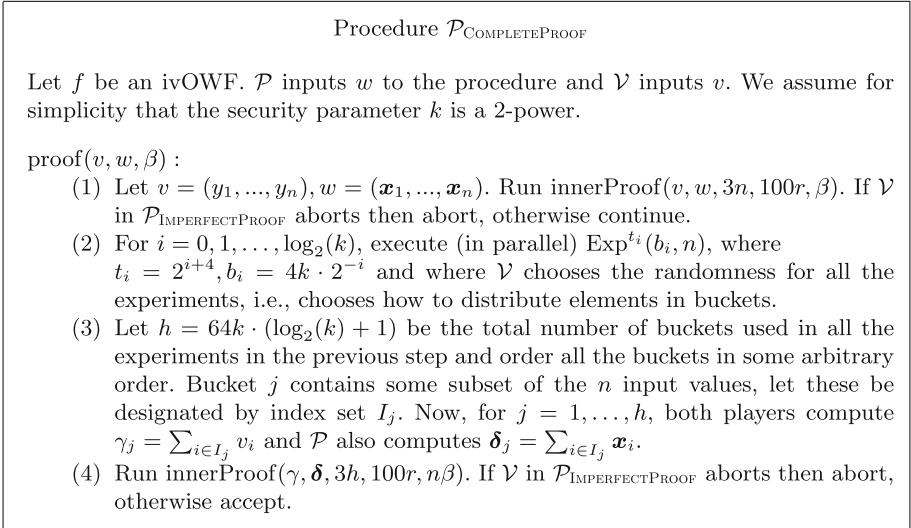 Procedure 𝒫COMPLETEPROOF
Let f be an ivOWF. 𝒫 inputs w to the procedure and 𝒱 inputs v. We assume for
simplicity that the security parameter k is a 2-power.
proof(v, w, β) :
(1) Let v = (y₁, ..., yₙ), w = (𝒙₁, ..., 𝒙ₙ). Run innerProof(v, w, 3n, 100r, β). If 𝒱
in 𝒫IMPERFECTPROOF aborts then abort, otherwise continue.
(2) For i = 0, 1, . . . , log₂(k), execute (in parallel) Exp^{tᵢ}(bᵢ, n), where
tᵢ = 2^{i+4}, bᵢ = 4k · 2^{−i} and where 𝒱 chooses the randomness for all the
experiments, i.e., chooses how to distribute elements in buckets.
(3) Let h = 64k · (log₂(k) + 1) be the total number of buckets used in all the
experiments in the previous step and order all the buckets in some arbitrary
order. Bucket j contains some subset of the n input values, let these be
designated by index set Iⱼ. Now, for j = 1, . . . , h, both players compute
γⱼ = ∑_{i∈Iⱼ} vᵢ and 𝒫 also computes 𝜹ⱼ = ∑_{i∈Iⱼ} 𝒙ᵢ.
(4) Run innerProof(γ, 𝜹, 3h, 100r, nβ). If 𝒱 in 𝒫IMPERFECTPROOF aborts then abort,
otherwise accept.